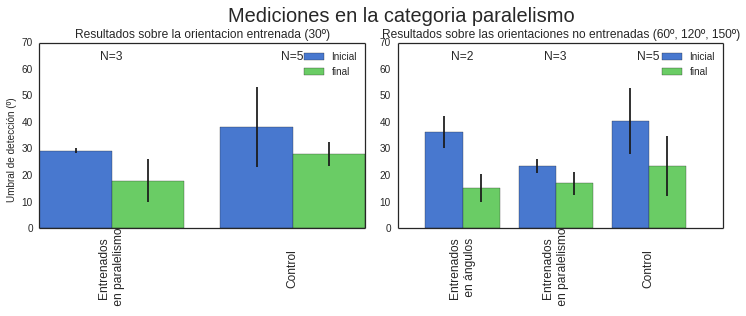 Mediciones en la categoria paralelismo
Resultados sobre la orientacion entrenada (30º)
Umbral de detección (º)
70
60
50
40
30
20
10
0
N=3
N=5
Inicial
final
Entrenados
en paralelismo
Control
Resultados sobre las orientaciones no entrenadas (60º, 120º, 150º)
70
60
50
40
30
20
10
0
N=2
N=3
N=5
Inicial
final
Entrenados
en ángulos
Entrenados
en paralelismo
Control